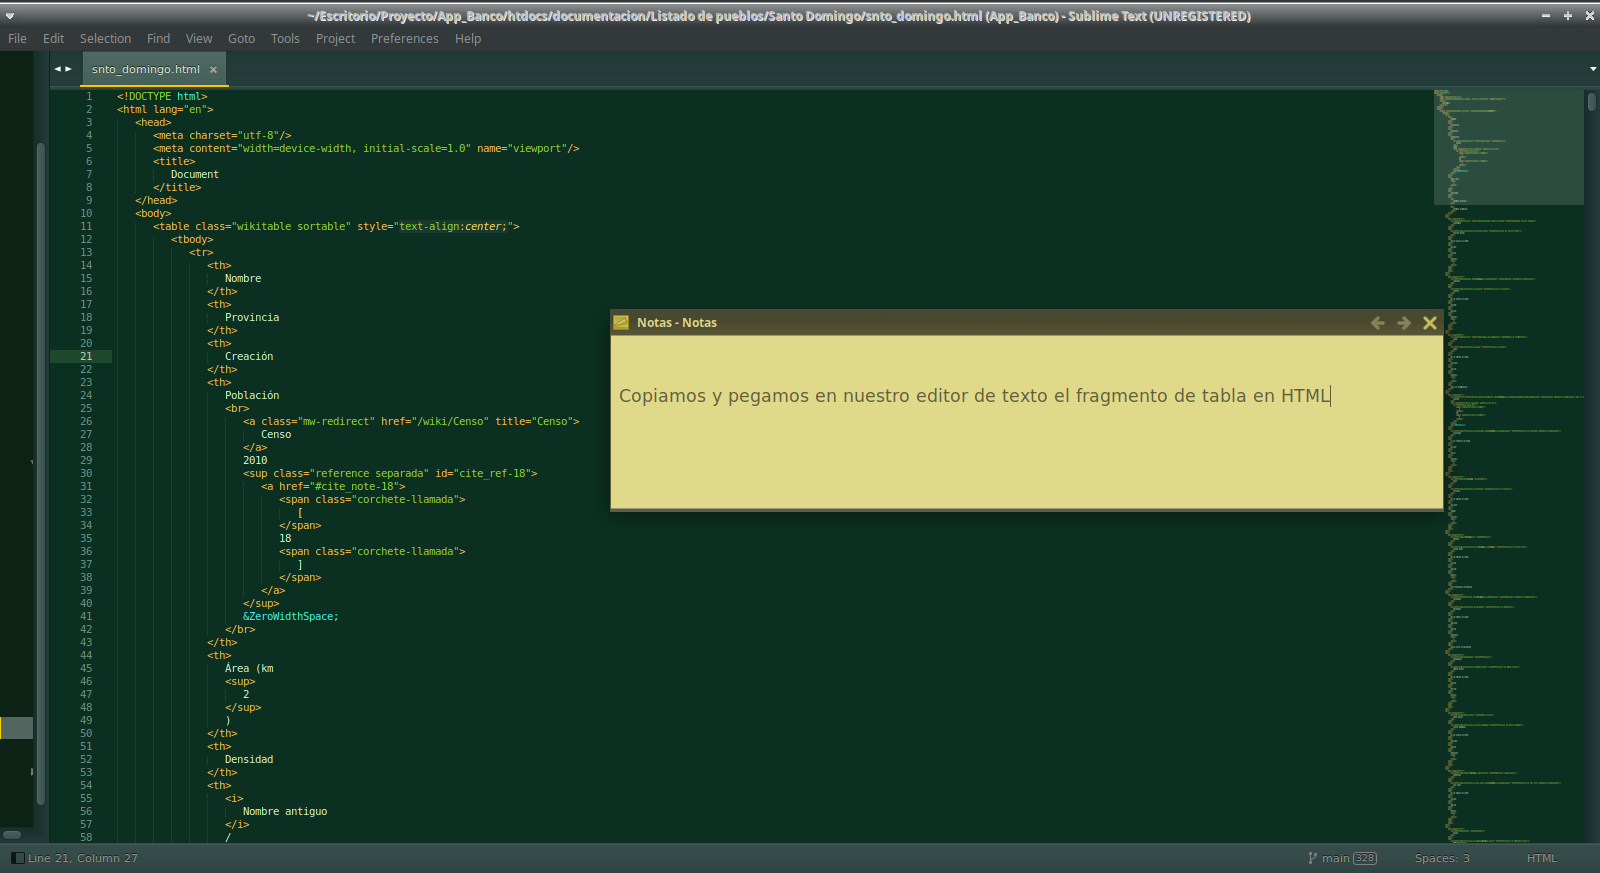 ~/Escritorio/Proyecto/App_Banco/htdocs/documentacion/Listado de pueblos/Santo Domingo/snto_domingo.html (App_Banco) - Sublime Text (UNREGISTERED)
File Edit Selection Find View Goto Tools Project Preferences Help
snto_domingo.html
1 <!DOCTYPE html>
2 <html lang="en">
3 <head>
4 <meta charset="utf-8"/>
5 <meta content="width=device-width, initial-scale=1.0" name="viewport"/>
6 <title>
7 Document
8 </title>
9 </head>
10 <body>
11 <table class="wikitable sortable" style="text-align:center;">
12 <tbody>
13 <tr>
14 <th>
15 Nombre
16 </th>
17 <th>
18 Provincia
19 </th>
20 <th>
21 Creación
22 </th>
23 <th>
24 Población
25 <br>
26 <a class="mw-redirect" href="/wiki/Censo" title="Censo">
27 Censo
28 </a>
29 2010
30 <sup class="reference separada" id="cite_ref-18">
31 <a href="#cite_note-18">
32 <span class="corchete-llamada">
33 [
34 </span>
35 18
36 <span class="corchete-llamada">
37 ]
38 </span>
39 </a>
40 </sup>
41 &ZeroWidthSpace;
42 </br>
43 </th>
44 <th>
45 Área (km
46 <sup>
47 2
48 </sup>
49 )
50 </th>
51 <th>
52 Densidad
53 </th>
54 <th>
55 <i>
56 Nombre antiguo
57 </i>
58 /
Notas - Notas
Copiamos y pegamos en nuestro editor de texto el fragmento de tabla en HTML
Line 21, Column 27
main 328
Spaces: 3
HTML